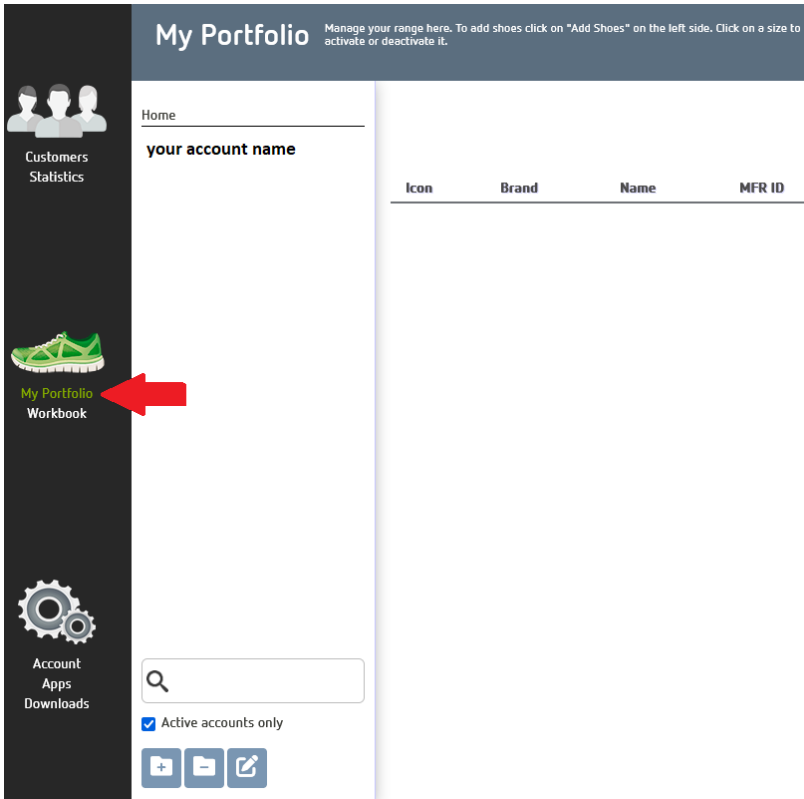 My Portfolio
Manage your range here. To add shoes click on "Add Shoes" on the left side. Click on a size to
activate or deactivate it.
Customers
Statistics
My Portfolio
Workbook
Account
Apps
Downloads
Home
your account name
Active accounts only
Icon Brand Name MFR ID